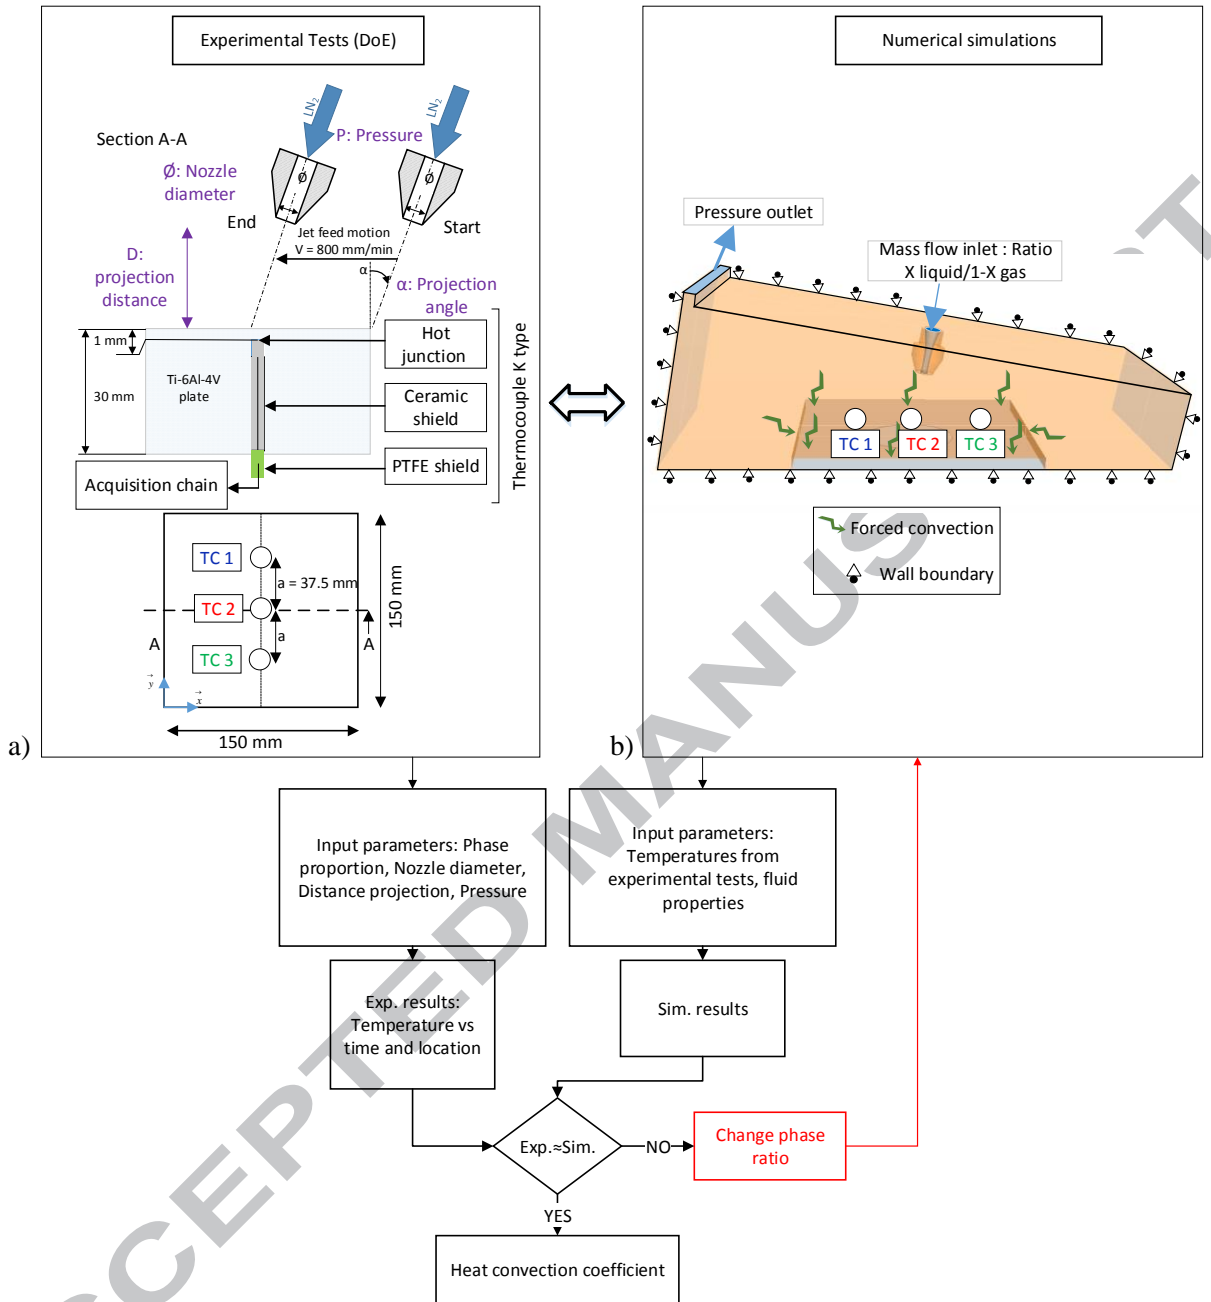 Experimental Tests (DoE)
LN2
LN2
P: Pressure
Section A-A
Ø: Nozzle
diameter
Ø
Ø
End
Start
Jet feed motion
V = 800 mm/min
D:
projection
distance
α
α: Projection
angle
1 mm
30 mm
Ti-6Al-4V
plate
Hot
junction
Ceramic
shield
PTFE shield
Thermocouple K type
Acquisition chain
TC 1
a = 37.5 mm
TC 2
a
TC 3
A
A
150 mm
y
x
150 mm
a)
Numerical simulations
Pressure outlet
Mass flow inlet : Ratio
X liquid/1-X gas
TC 1
TC 2
TC 3
Forced convection
Wall boundary
b)
Input parameters: Phase
proportion, Nozzle diameter,
Distance projection, Pressure
Input parameters:
Temperatures from
experimental tests, fluid
properties
Exp. results:
Temperature vs
time and location
Sim. results
Exp.≈Sim.
NO
Change phase
ratio
YES
Heat convection coefficient
CCEPTED MANUS
PT